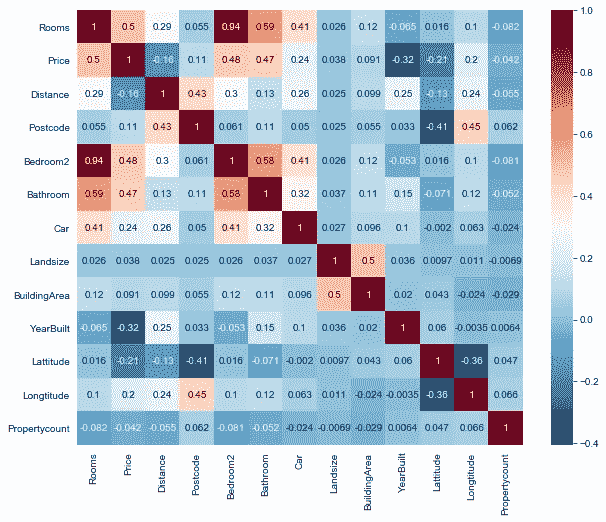 Rooms 1 0.5 0.29 0.055 0.94 0.59 0.41 0.026 0.12 -0.065 0.016 0.1 -0.082
Price 0.5 1 -0.16 0.11 0.48 0.47 0.24 0.038 0.091 -0.32 -0.21 0.2 -0.042
Distance 0.29 -0.16 1 0.43 0.3 0.13 0.26 0.025 0.099 0.25 -0.13 0.24 -0.055
Postcode 0.055 0.11 0.43 1 0.061 0.11 0.05 0.025 0.055 0.033 -0.41 0.45 0.062
Bedroom2 0.94 0.48 0.3 0.061 1 0.58 0.41 0.026 0.12 -0.053 0.016 0.1 -0.081
Bathroom 0.59 0.47 0.13 0.11 0.58 1 0.32 0.037 0.11 0.15 -0.071 0.12 -0.052
Car 0.41 0.24 0.26 0.05 0.41 0.32 1 0.027 0.096 0.1 -0.002 0.063 -0.024
Landsize 0.026 0.038 0.025 0.025 0.026 0.037 0.027 1 0.5 0.036 0.0097 0.011 -0.0069
BuildingArea 0.12 0.091 0.099 0.055 0.12 0.11 0.096 0.5 1 0.02 0.043 -0.024 -0.029
YearBuilt -0.065 -0.32 0.25 0.033 -0.053 0.15 0.1 0.036 0.02 1 0.06 -0.0035 0.0064
Lattitude 0.016 -0.21 -0.13 -0.41 0.016 -0.071 -0.002 0.0097 0.043 0.06 1 -0.36 0.047
Longtitude 0.1 0.2 0.24 0.45 0.1 0.12 0.063 0.011 -0.024 -0.0035 -0.36 1 0.066
Propertycount -0.082 -0.042 -0.055 0.062 -0.081 -0.052 -0.024 -0.0069 -0.029 0.0064 0.047 0.066 1
Rooms Price Distance Postcode Bedroom2 Bathroom Car Landsize BuildingArea YearBuilt Lattitude Longtitude Propertycount
1.0
0.8
0.6
0.4
0.2
0.0
-0.2
-0.4